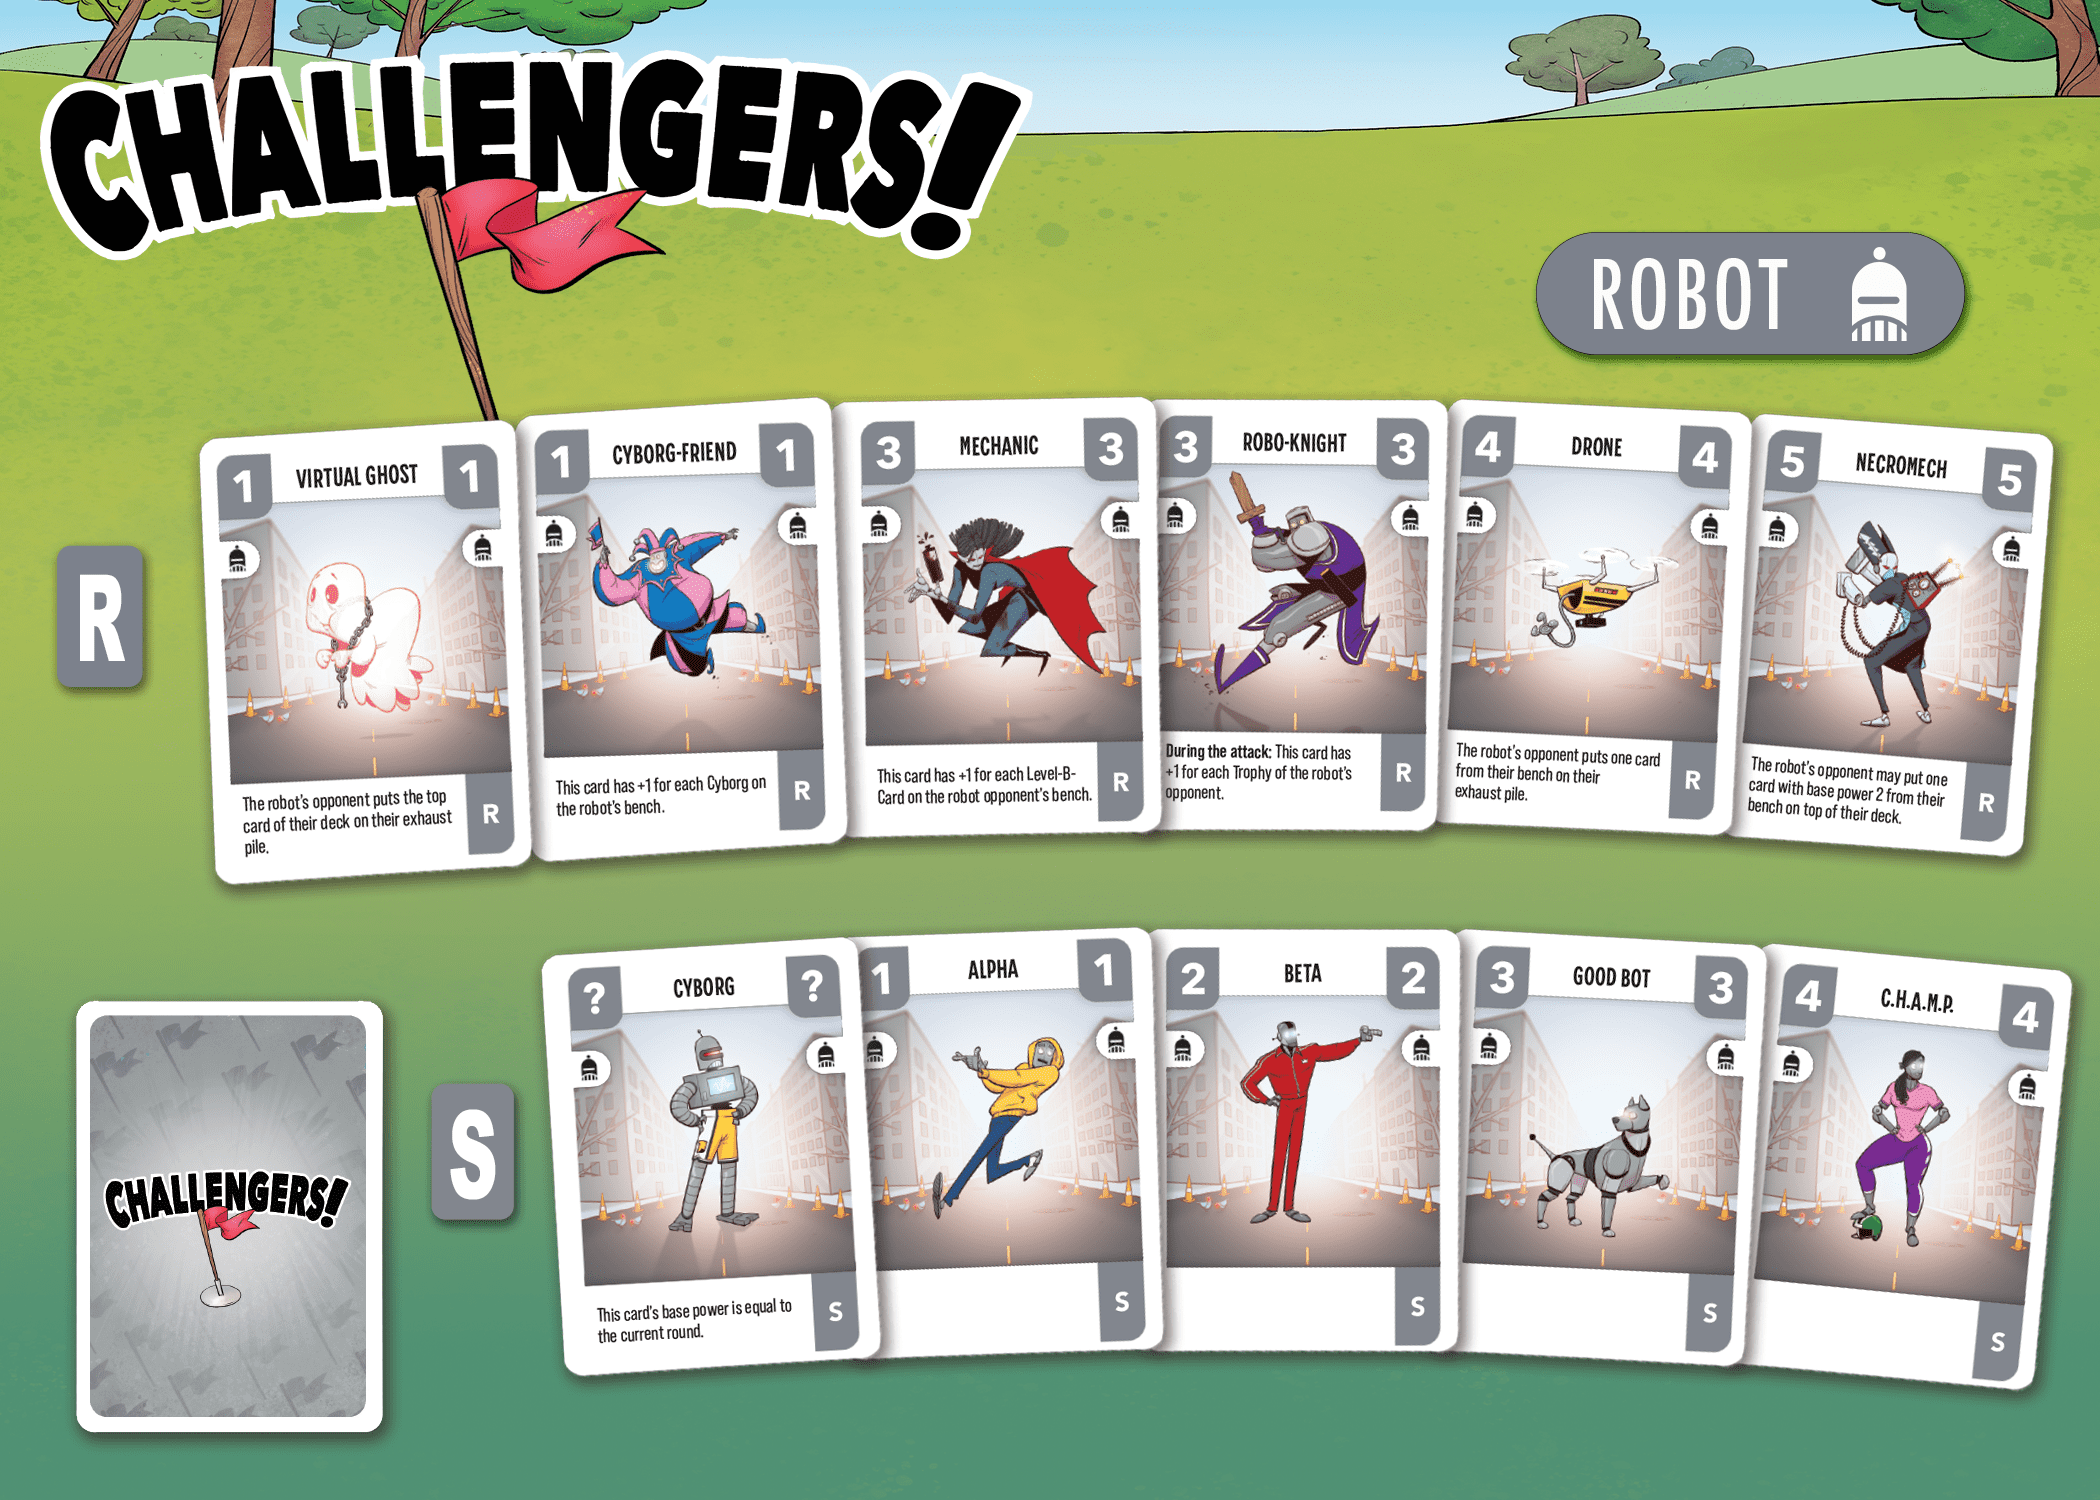 CHALLENGERS!
ROBOT
R
1 VIRTUAL GHOST 1
The robot's opponent puts the top
card of their deck on their exhaust
pile.
R
1 CYBORG-FRIEND 1
This card has +1 for each Cyborg on
the robot's bench.
R
3 MECHANIC 3
This card has +1 for each Level-B-
Card on the robot opponent's bench.
R
3 ROBO-KNIGHT 3
During the attack: This card has
+1 for each Trophy of the robot's
opponent.
R
4 DRONE 4
The robot's opponent puts one card
from their bench on their
exhaust pile.
R
5 NECROMECH 5
The robot's opponent may put one
card with base power 2 from their
bench on top of their deck.
R
CHALLENGERS!
S
? CYBORG ?
This card's base power is equal to
the current round.
S
1 ALPHA 1
S
2 BETA 2
S
3 GOOD BOT 3
S
4 C.H.A.M.P. 4
S